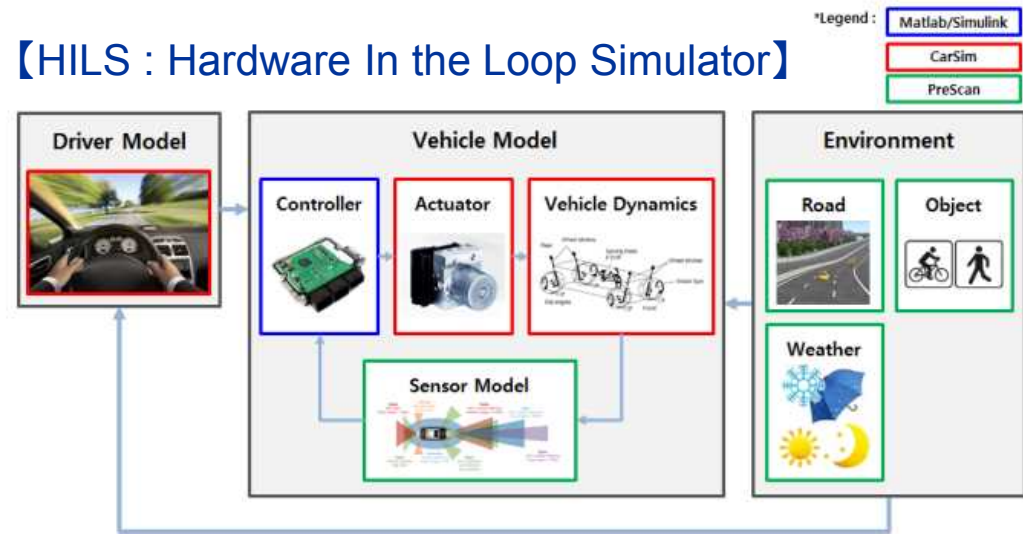 *Legend :
Matlab/Simulink
CarSim
PreScan
【HILS : Hardware In the Loop Simulator】
Driver Model
Vehicle Model
Environment
Controller
Actuator
Vehicle Dynamics
Road
Object
Sensor Model
Weather